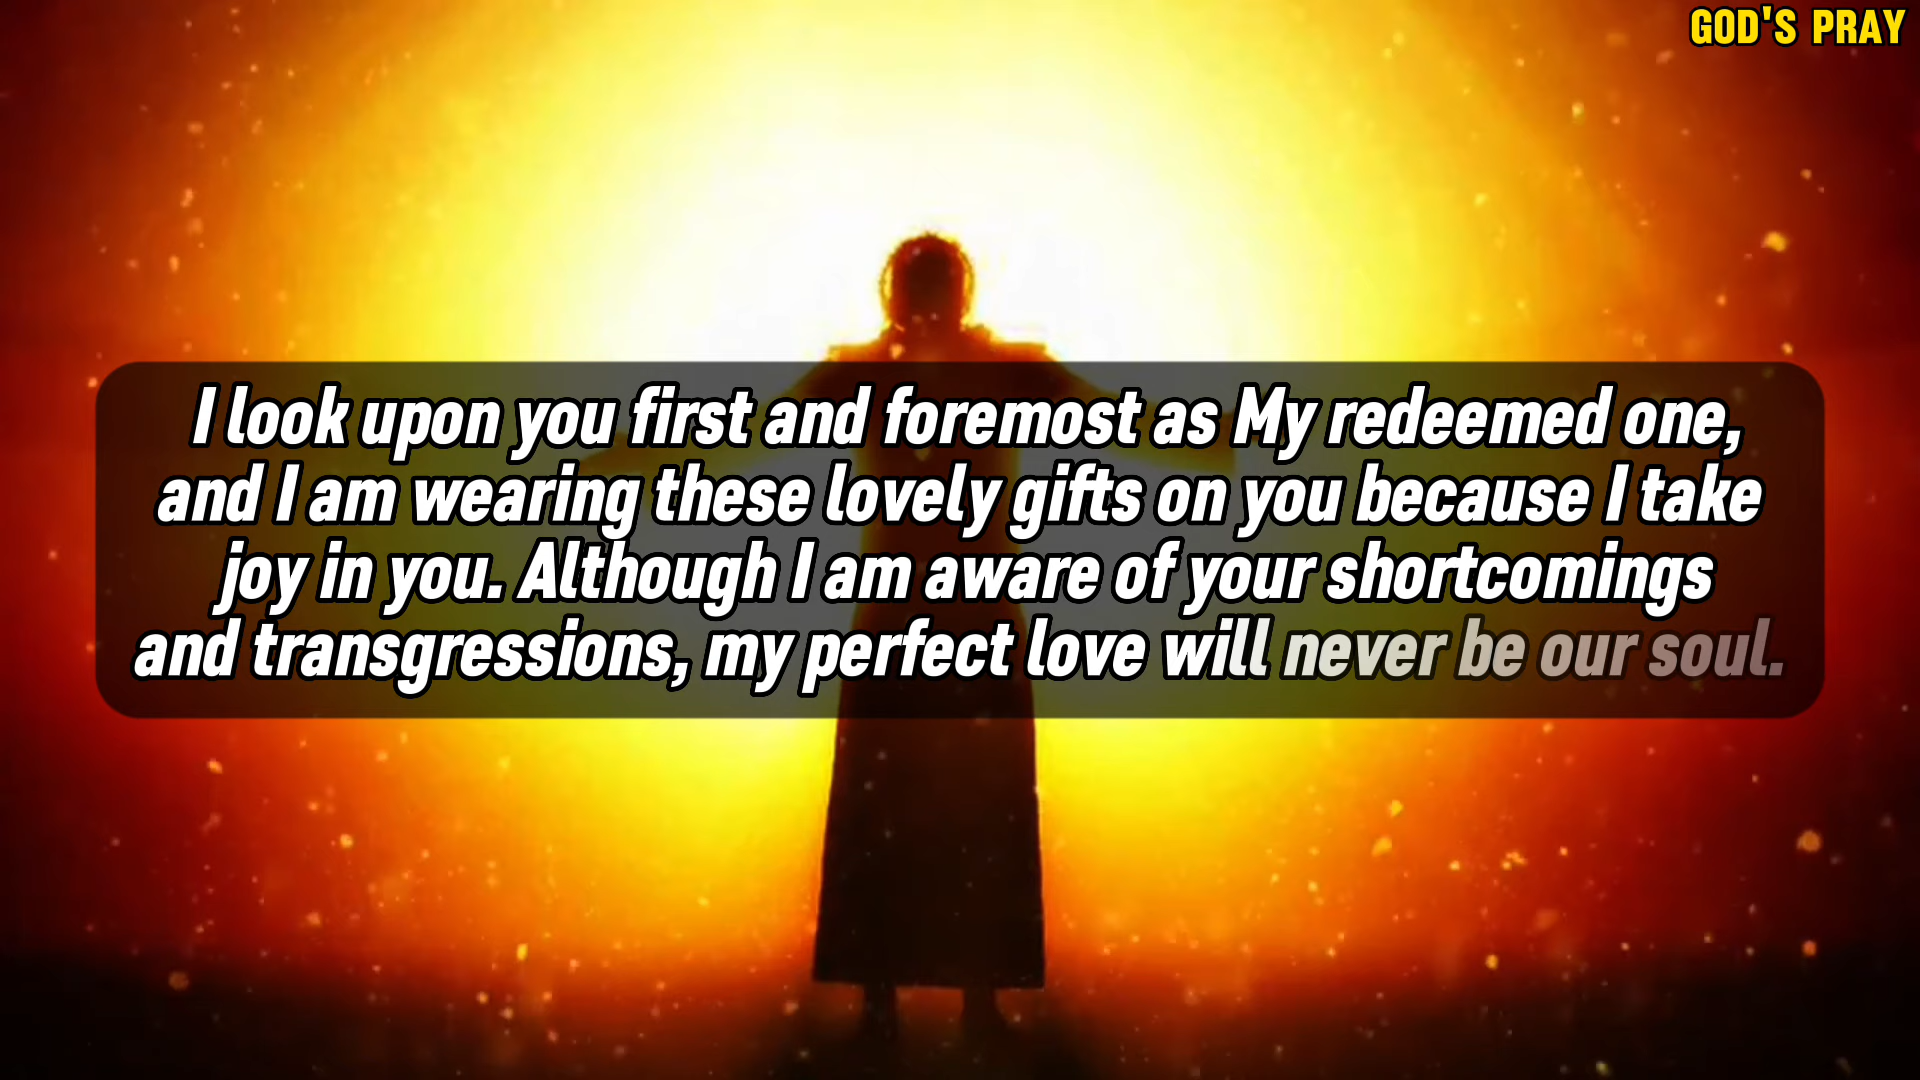 GOD'S PRAY
I look upon you first and foremost as My redeemed one,
and I am wearing these lovely gifts on you because I take
joy in you. Although I am aware of your shortcomings
and transgressions, my perfect love will never be our soul.